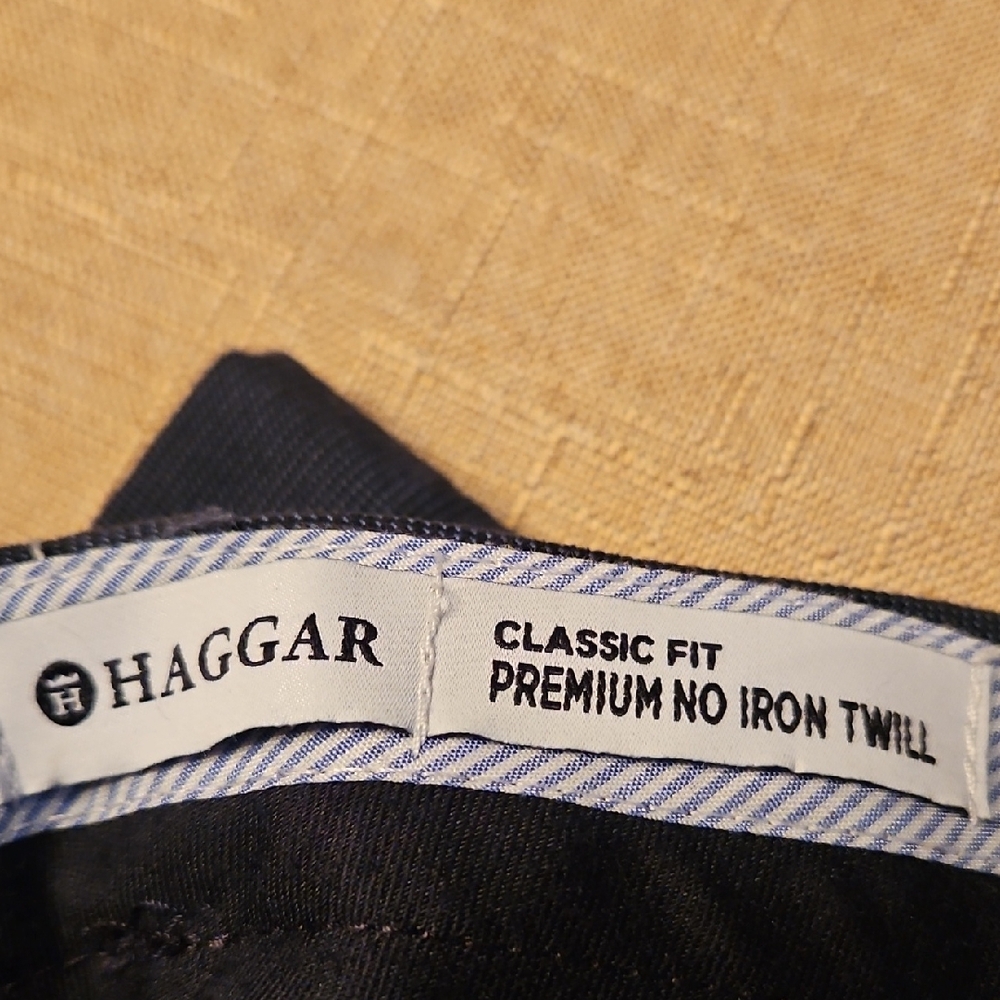 HAGGAR
CLASSIC FIT
PREMIUM NO IRON TWILL